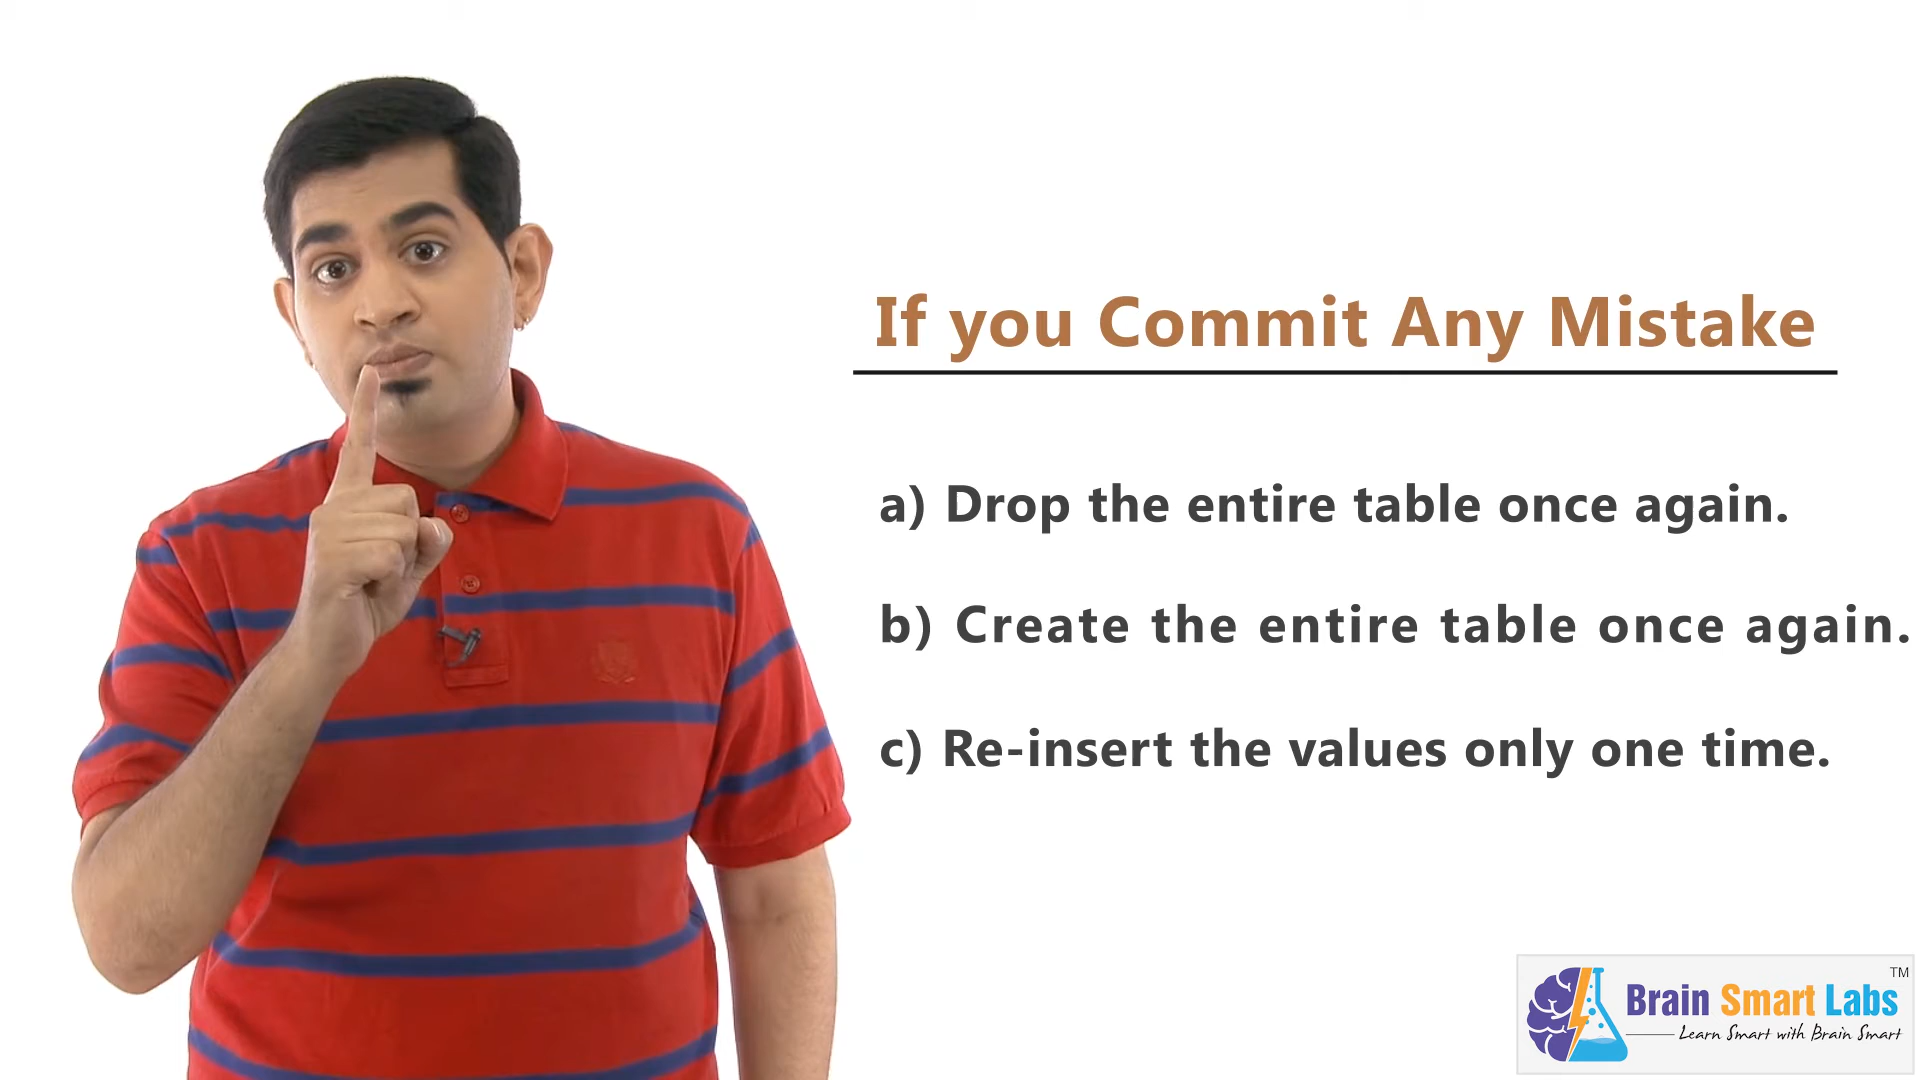 If you Commit Any Mistake
a) Drop the entire table once again.
b) Create the entire table once again.
c) Re-insert the values only one time.
TM
Brain Smart Labs
Learn Smart with Brain Smart